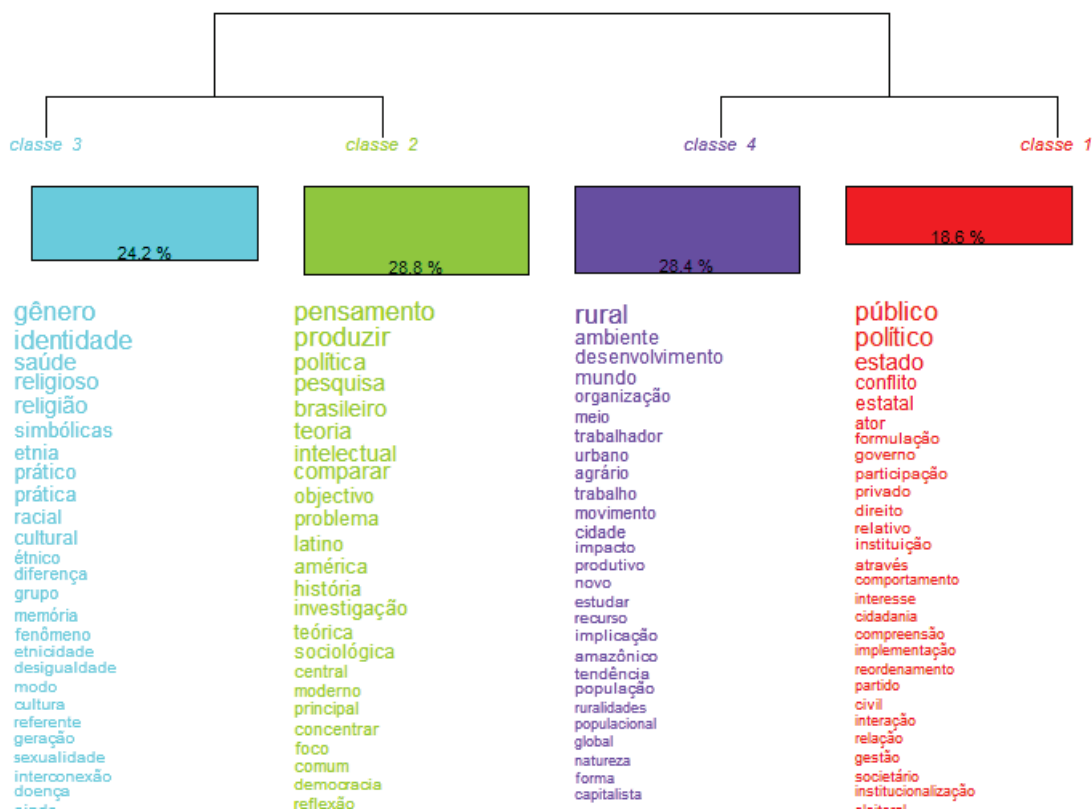 classe 3
classe 2
classe 4
classe 1
24.2 %
28.8 %
28.4 %
18.6 %
gênero
identidade
saúde
religioso
religião
simbólicas
etnia
prático
prática
racial
cultural
étnico
diferença
grupo
memória
fenômeno
etnicidade
desigualdade
modo
cultura
referente
geração
sexualidade
interconexão
doença
pensamento
produzir
política
pesquisa
brasileiro
teoria
intelectual
comparar
objectivo
problema
latino
américa
história
investigação
teórica
sociológica
central
moderno
principal
concentrar
foco
comum
democracia
reflexão
rural
ambiente
desenvolvimento
mundo
organização
meio
trabalhador
urbano
agrário
trabalho
movimento
cidade
impacto
produtivo
novo
estudar
recurso
implicação
amazônico
tendência
população
ruralidades
populacional
global
natureza
forma
capitalista
público
político
estado
conflito
estatal
ator
formulação
governo
participação
privado
direito
relativo
instituição
através
comportamento
interesse
cidadania
compreensão
implementação
reordenamento
partido
civil
interação
relação
gestão
societário
institucionalização